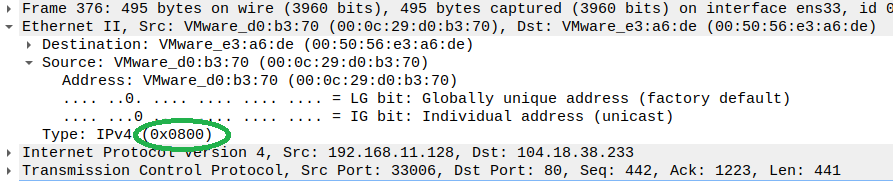 Frame 376: 495 bytes on wire (3960 bits), 495 bytes captured (3960 bits) on interface ens33, id 0
Ethernet II, Src: VMware_d0:b3:70 (00:0c:29:d0:b3:70), Dst: VMware_e3:a6:de (00:50:56:e3:a6:de)
Destination: VMware_e3:a6:de (00:50:56:e3:a6:de)
Source: VMware_d0:b3:70 (00:0c:29:d0:b3:70)
Address: VMware_d0:b3:70 (00:0c:29:d0:b3:70)
.... ..0. .... .... .... .... = LG bit: Globally unique address (factory default)
.... ...0 .... .... .... .... = IG bit: Individual address (unicast)
Type: IPv4 (0x0800)
Internet Protocol Version 4, Src: 192.168.11.128, Dst: 104.18.38.233
Transmission Control Protocol, Src Port: 33006, Dst Port: 80, Seq: 442, Ack: 1223, Len: 441